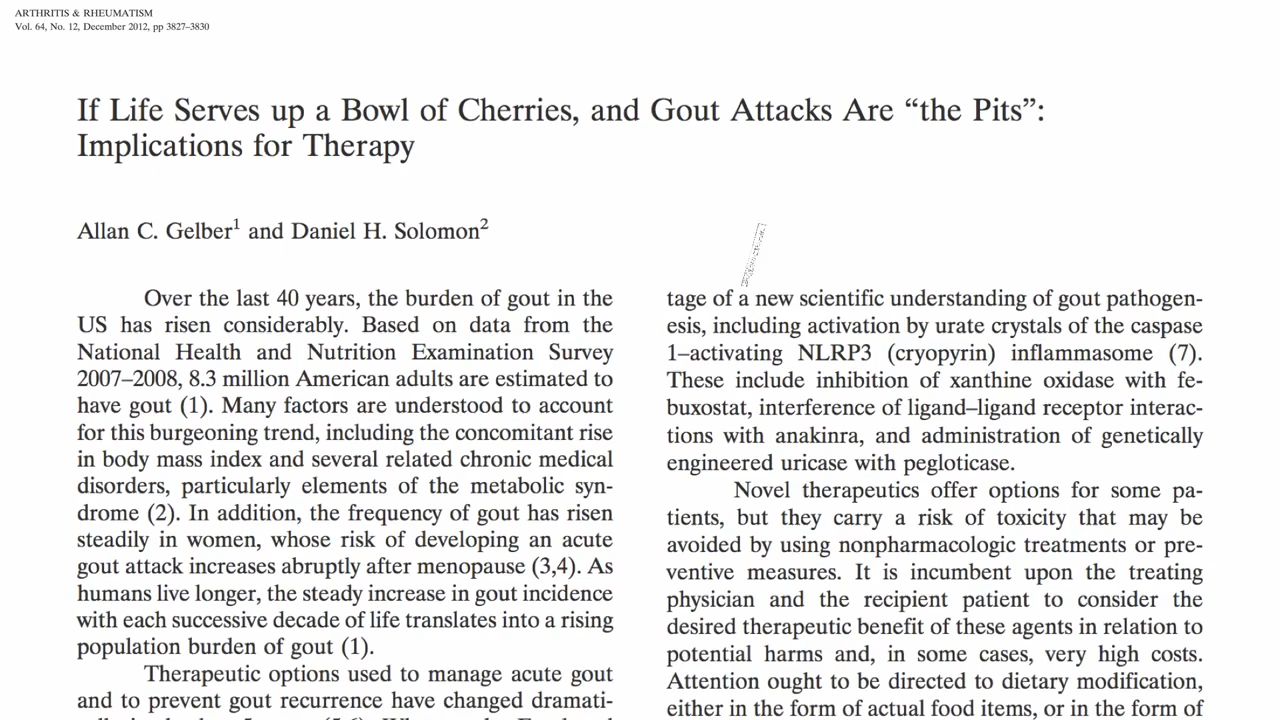 ARTHRITIS & RHEUMATISM
Vol. 64, No. 12, December 2012, pp 3827–3830
If Life Serves up a Bowl of Cherries, and Gout Attacks Are “the Pits”:
Implications for Therapy
Allan C. Gelber1 and Daniel H. Solomon2
Over the last 40 years, the burden of gout in the
US has risen considerably. Based on data from the
National Health and Nutrition Examination Survey
2007–2008, 8.3 million American adults are estimated to
have gout (1). Many factors are understood to account
for this burgeoning trend, including the concomitant rise
in body mass index and several related chronic medical
disorders, particularly elements of the metabolic syn-
drome (2). In addition, the frequency of gout has risen
steadily in women, whose risk of developing an acute
gout attack increases abruptly after menopause (3,4). As
humans live longer, the steady increase in gout incidence
with each successive decade of life translates into a rising
population burden of gout (1).
Therapeutic options used to manage acute gout
and to prevent gout recurrence have changed dramati-
tage of a new scientific understanding of gout pathogen-
esis, including activation by urate crystals of the caspase
1–activating NLRP3 (cryopyrin) inflammasome (7).
These include inhibition of xanthine oxidase with fe-
buxostat, interference of ligand–ligand receptor interac-
tions with anakinra, and administration of genetically
engineered uricase with pegloticase.
Novel therapeutics offer options for some pa-
tients, but they carry a risk of toxicity that may be
avoided by using nonpharmacologic treatments or pre-
ventive measures. It is incumbent upon the treating
physician and the recipient patient to consider the
desired therapeutic benefit of these agents in relation to
potential harms and, in some cases, very high costs.
Attention ought to be directed to dietary modification,
either in the form of actual food items, or in the form of